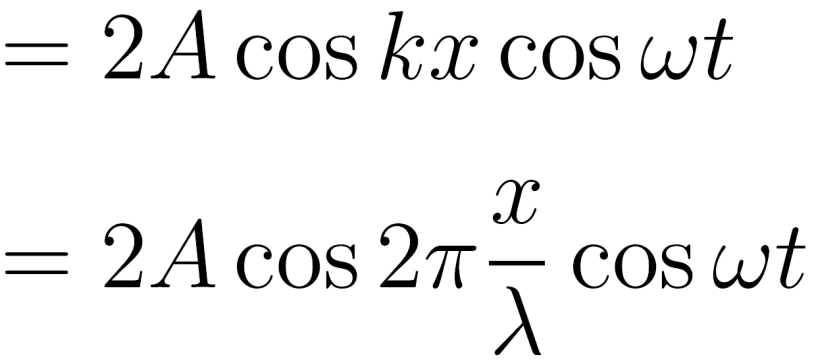 = 2A cos kx cos ωt
= 2A cos 2π x/λ cos ωt